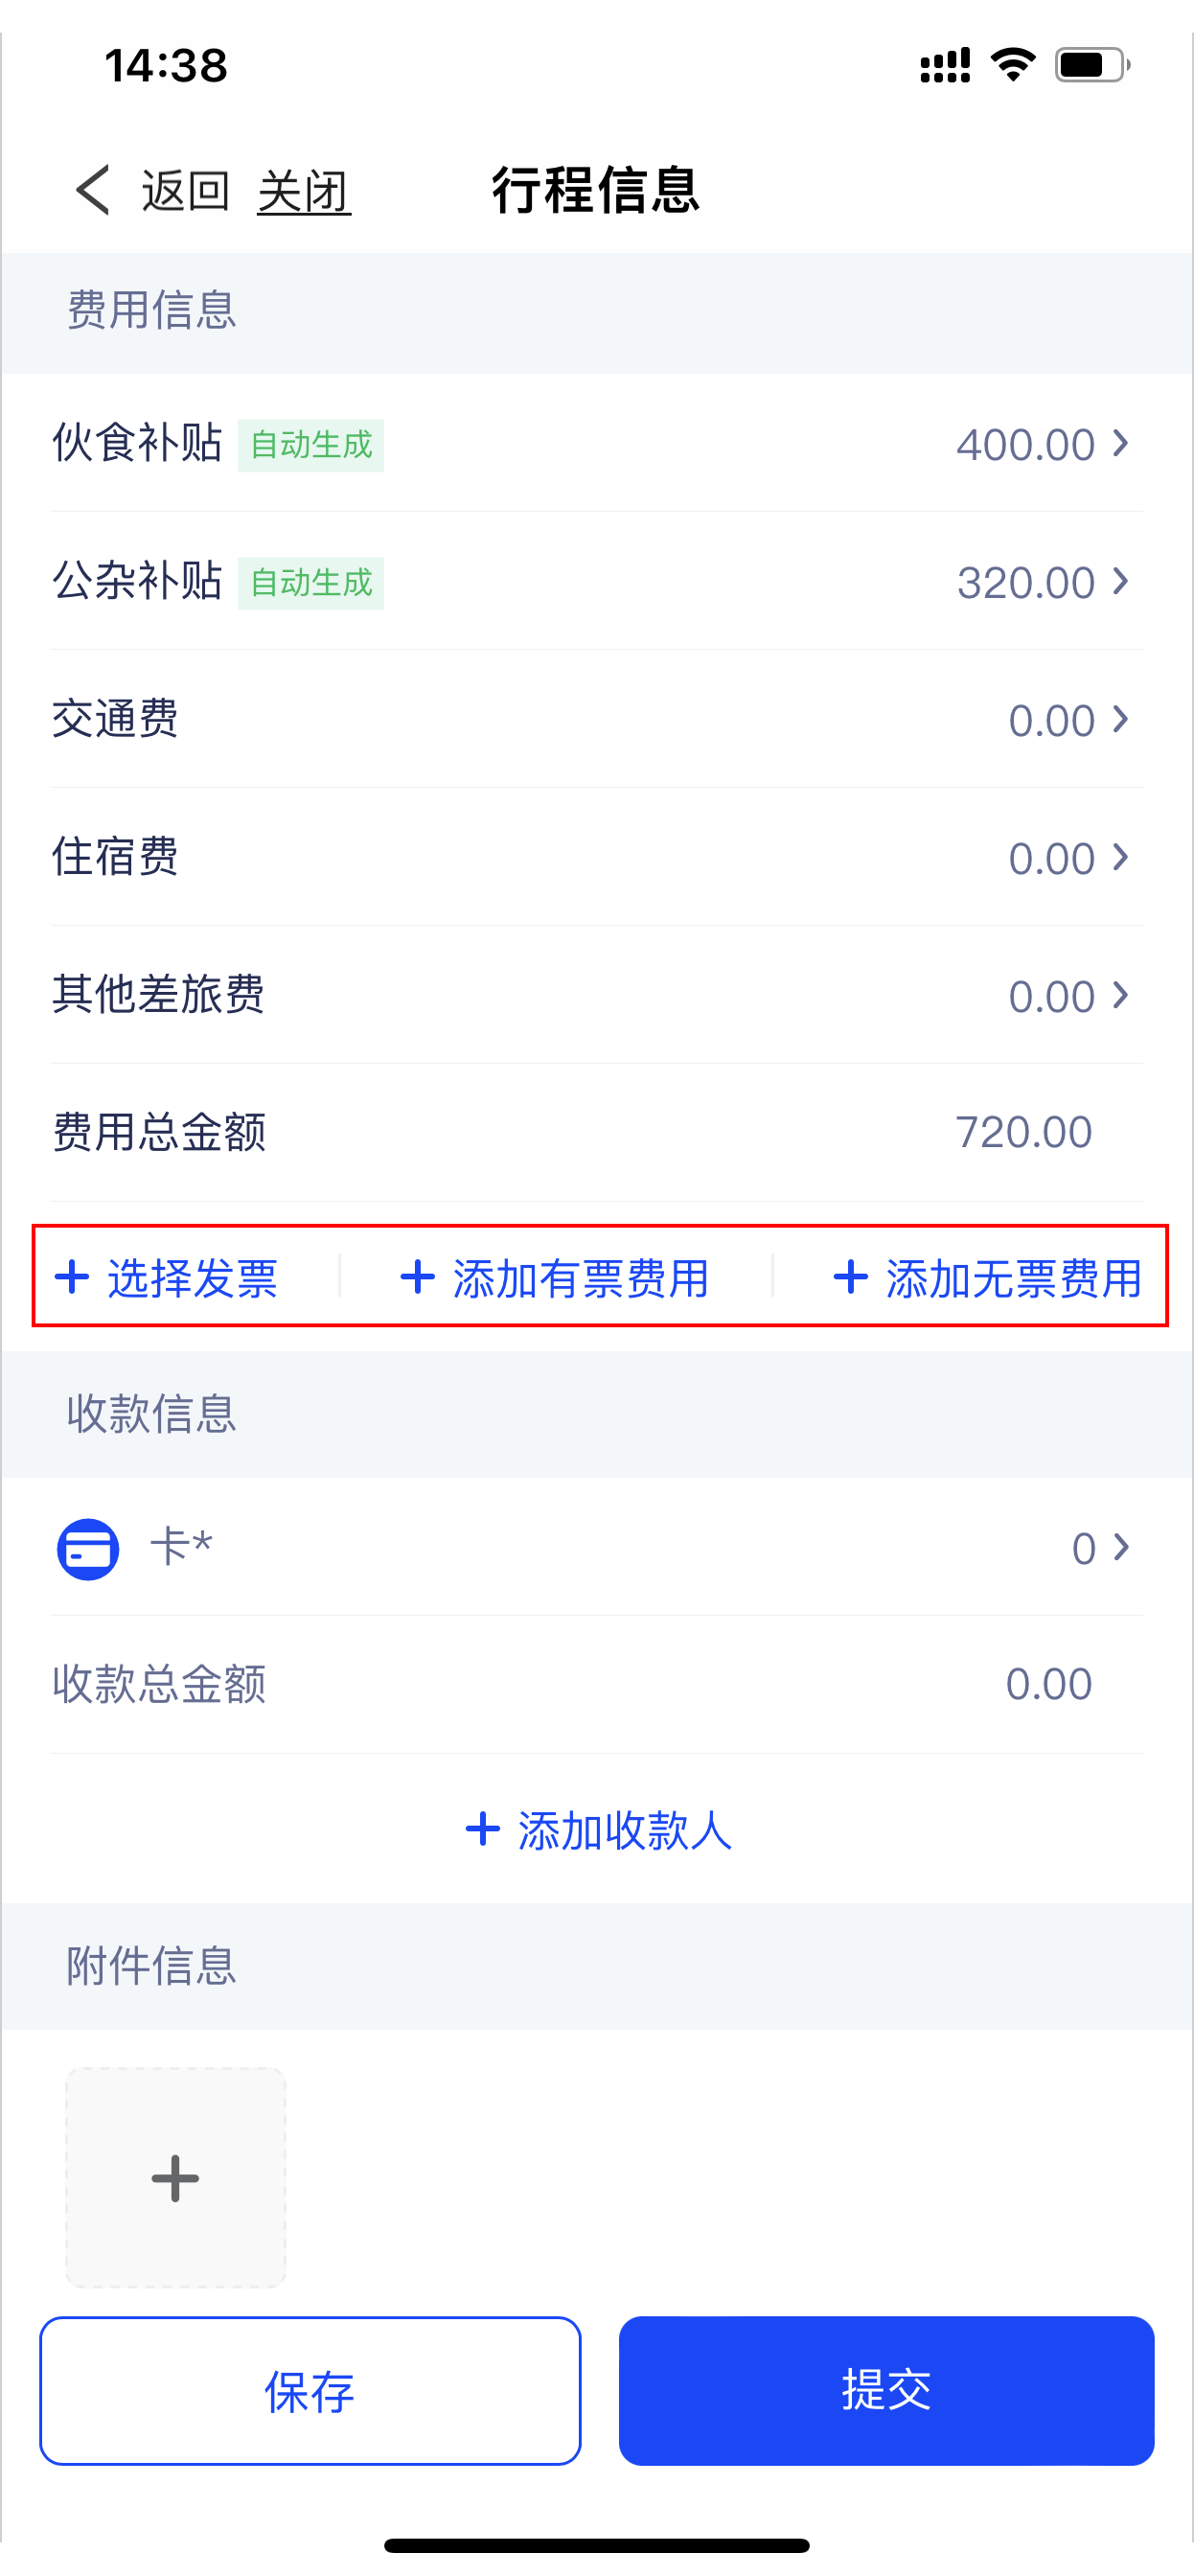 14:38
返回 关闭 行程信息
费用信息
伙食补贴 自动生成 400.00
公杂补贴 自动生成 320.00
交通费 0.00
住宿费 0.00
其他差旅费 0.00
费用总金额 720.00
+ 选择发票 + 添加有票费用 + 添加无票费用
收款信息
卡* 0
收款总金额 0.00
+ 添加收款人
附件信息
保存 提交